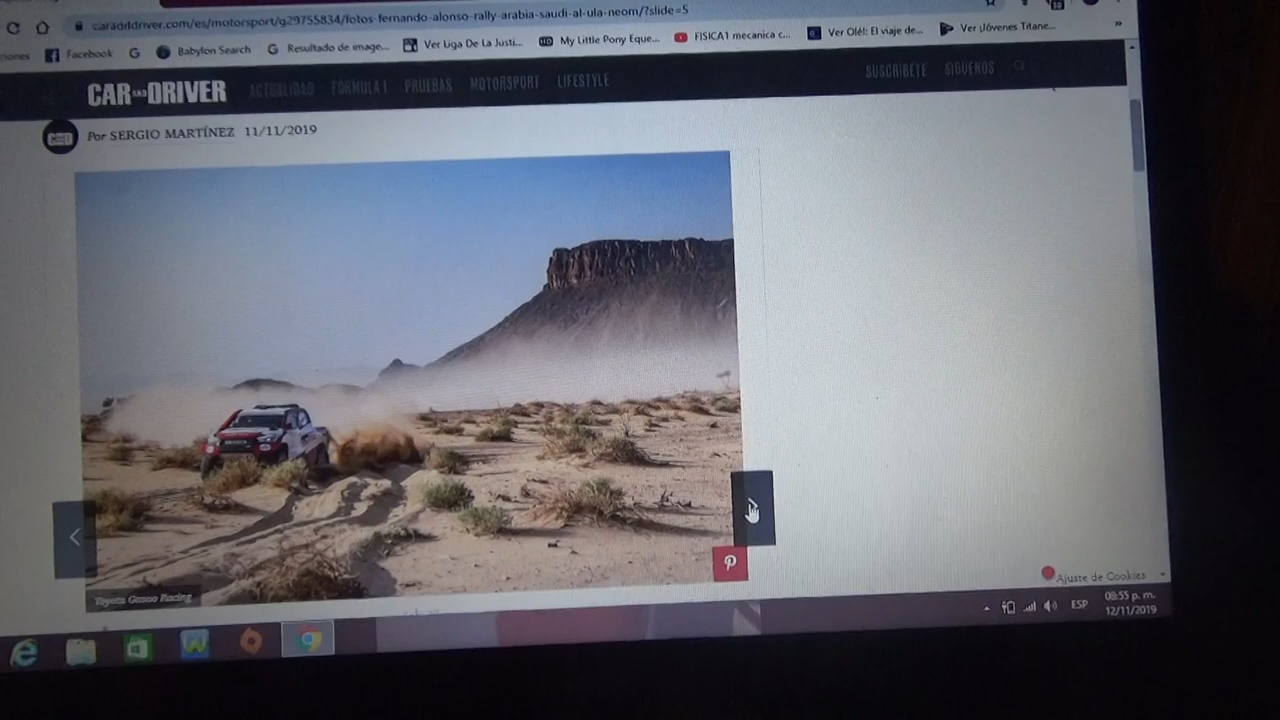 caranddriver.com/es/motorsport/g29755834/fotos-fernando-alonso-rally-arabia-saudi-al-ula-neom/?slide=5
ciones Facebook Babylon Search Resultado de image... Ver Liga De La Justi... My Little Pony Eque... FISICA1 mecanica c... Ver Olé!: El viaje de... Ver ¡Jóvenes Titane... »
CAR AND DRIVER ACTUALIDAD FÓRMULA 1 PRUEBAS MOTORSPORT LIFESTYLE SUSCRÍBETE SÍGUENOS
Por SERGIO MARTÍNEZ 11/11/2019
Toyota Gazoo Racing
Ajuste de Cookies
ESP
08:55 p. m.
12/11/2019